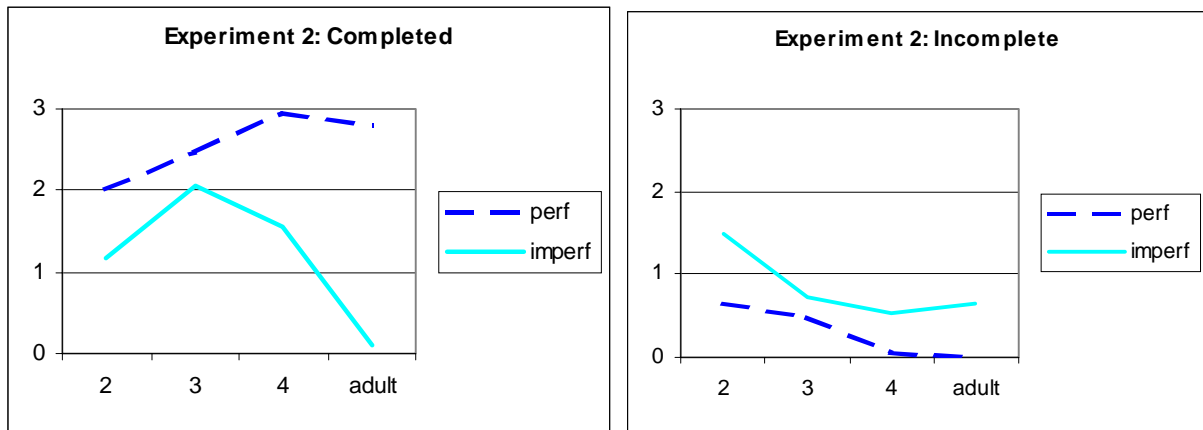 Experiment 2: Completed
3
2
1
0
2 3 4 adult
perf
imperf
Experiment 2: Incomplete
3
2
1
0
2 3 4 adult
perf
imperf